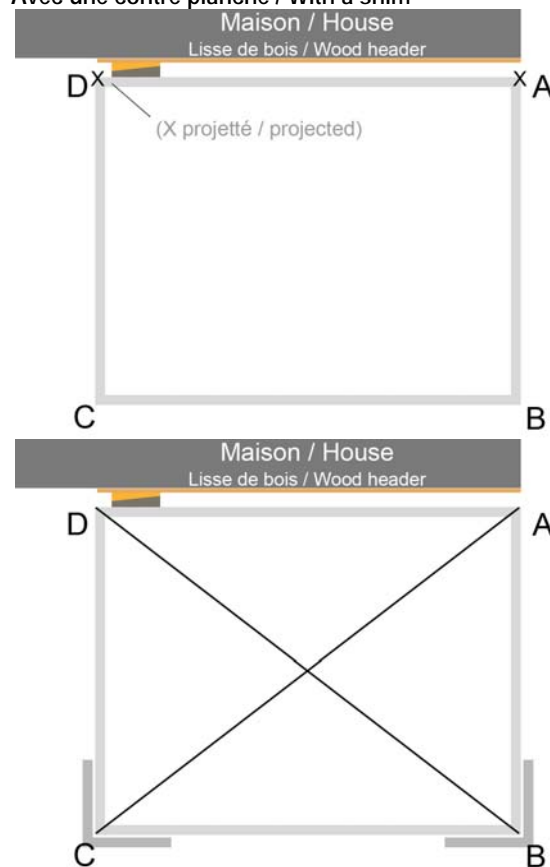 Avec une contre planche / With a shim
Maison / House
Lisse de bois / Wood header
D X X A
(X projetté / projected)
C B
Maison / House
Lisse de bois / Wood header
D A
C B